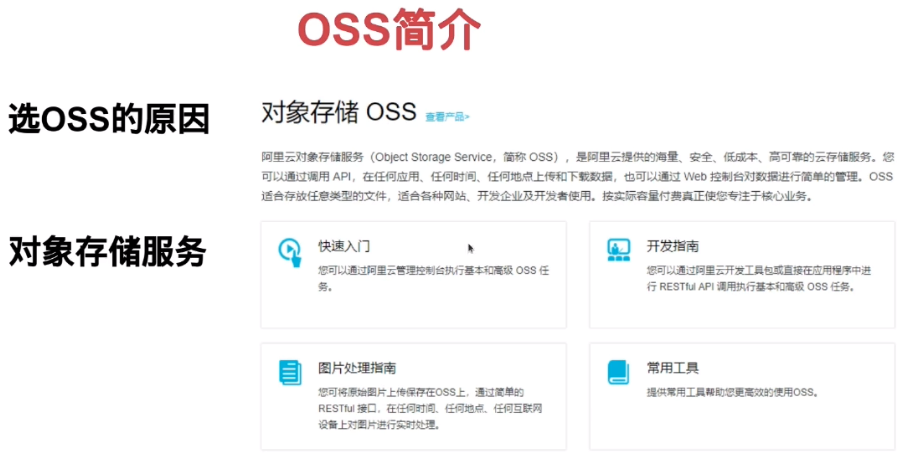 OSS简介
选OSS的原因
对象存储服务
对象存储 OSS 查看产品>
阿里云对象存储服务（Object Storage Service，简称 OSS），是阿里云提供的海量、安全、低成本、高可靠的云存储服务。您
可以通过调用 API，在任何应用、任何时间、任何地点上传和下载数据，也可以通过 Web 控制台对数据进行简单的管理。OSS
适合存放任意类型的文件，适合各种网站、开发企业及开发者使用。按实际容量付费真正使您专注于核心业务。
快速入门
您可以通过阿里云管理控制台执行基本和高级 OSS 任
务。
开发指南
您可以通过阿里云开发工具包或直接在应用程序中进
行 RESTful API 调用执行基本和高级 OSS 任务。
图片处理指南
您可将原始图片上传保存在OSS上，通过简单的
RESTful 接口，在任何时间、任何地点、任何互联网
设备上对图片进行实时处理。
常用工具
提供常用工具帮助您更高效的使用OSS。